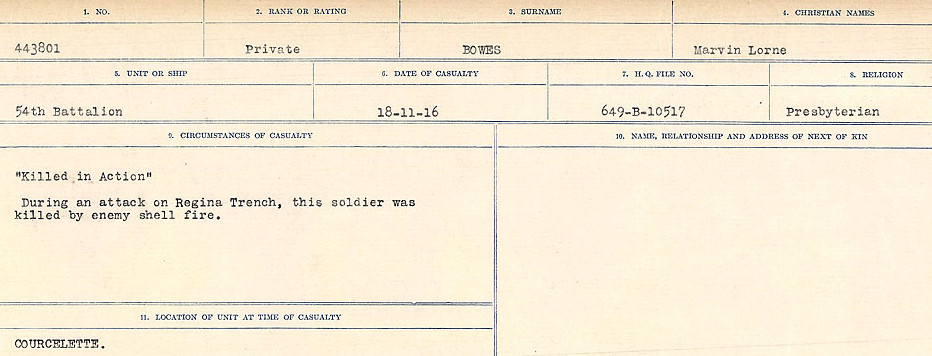 1. NO. 2. RANK OR RATING 3. SURNAME 4. CHRISTIAN NAMES
443801 Private BOWES Marvin Lorne
5. UNIT OR SHIP 6. DATE OF CASUALTY 7. H.Q. FILE NO. 8. RELIGION
54th Battalion 18-11-16 649-B-10517 Presbyterian
9. CIRCUMSTANCES OF CASUALTY 10. NAME, RELATIONSHIP AND ADDRESS OF NEXT OF KIN
"Killed in Action"
During an attack on Regina Trench, this soldier was
killed by enemy shell fire.
11. LOCATION OF UNIT AT TIME OF CASUALTY
COURCELETTE.